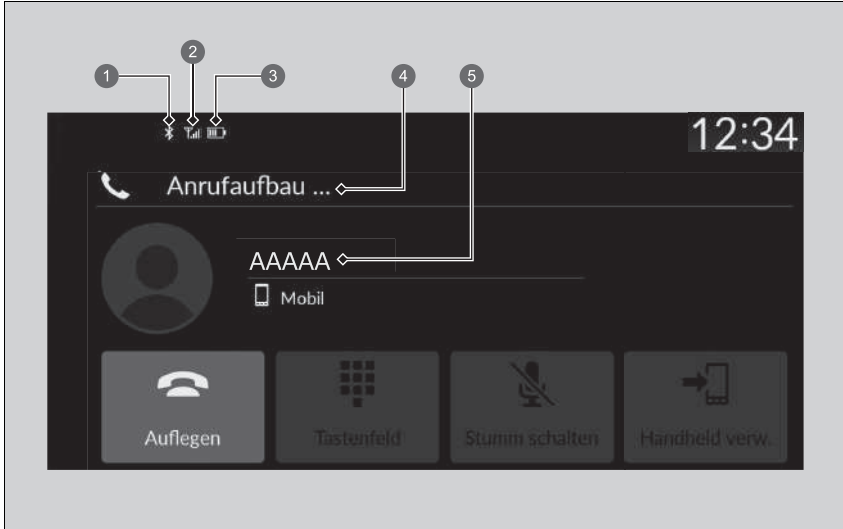 1
2
3
4
5
12:34
Anrufaufbau ...
AAAAA
Mobil
Auflegen
Tastenfeld
Stumm schalten
Handheld verw.